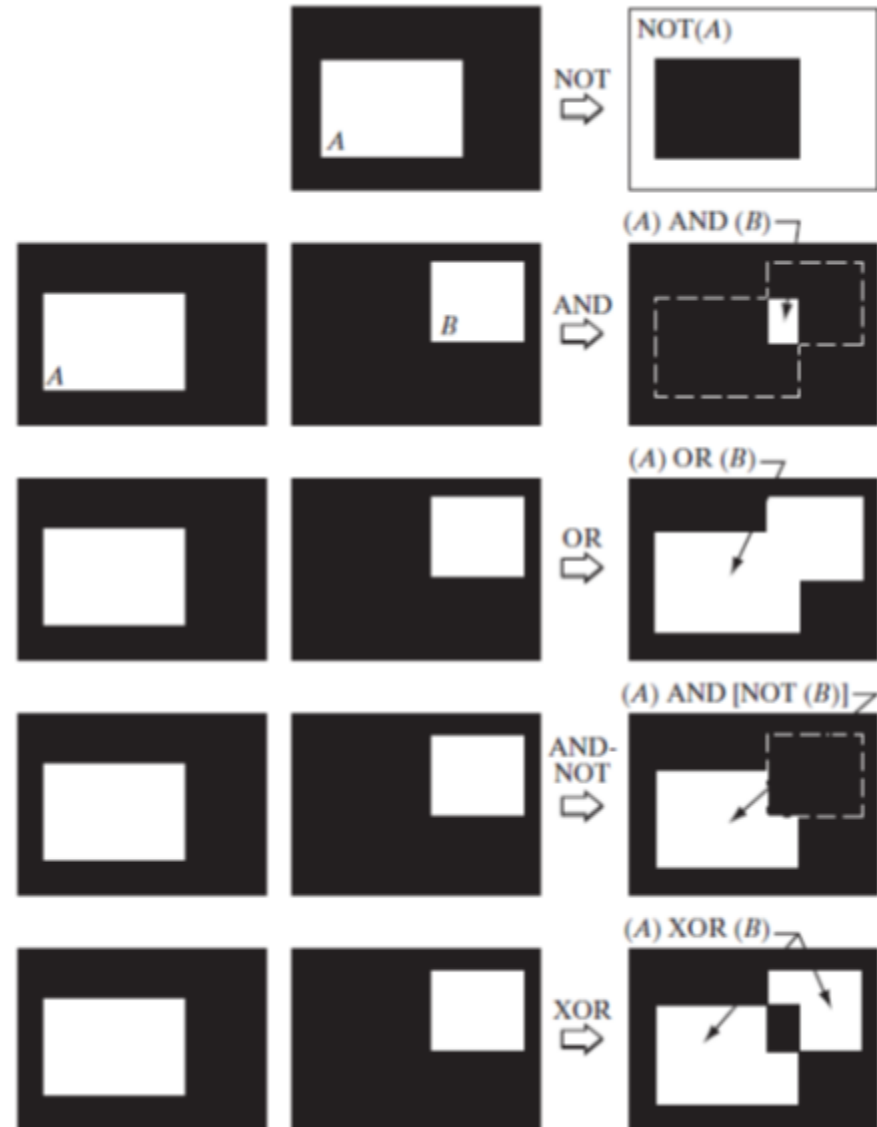 NOT(A)
NOT
A
(A) AND (B)
A
B
AND
(A) OR (B)
OR
(A) AND [NOT (B)]
AND-
NOT
(A) XOR (B)
XOR